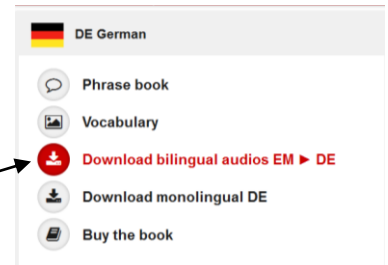 DE German
Phrase book
Vocabulary
Download bilingual audios EM ► DE
Download monolingual DE
Buy the book